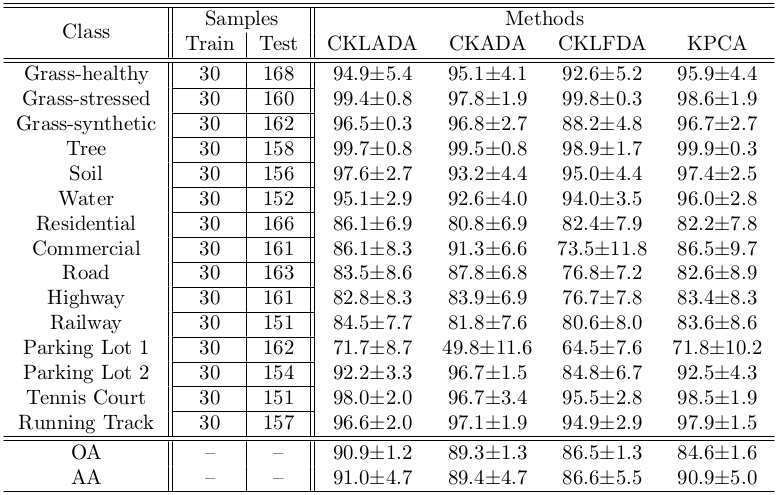 Class Samples Methods
Train Test CKLADA CKADA CKLFDA KPCA
Grass-healthy 30 168 94.9±5.4 95.1±4.1 92.6±5.2 95.9±4.4
Grass-stressed 30 160 99.4±0.8 97.8±1.9 99.8±0.3 98.6±1.9
Grass-synthetic 30 162 96.5±0.3 96.8±2.7 88.2±4.8 96.7±2.7
Tree 30 158 99.7±0.8 99.5±0.8 98.9±1.7 99.9±0.3
Soil 30 156 97.6±2.7 93.2±4.4 95.0±4.4 97.4±2.5
Water 30 152 95.1±2.9 92.6±4.0 94.0±3.5 96.0±2.8
Residential 30 166 86.1±6.9 80.8±6.9 82.4±7.9 82.2±7.8
Commercial 30 161 86.1±8.3 91.3±6.6 73.5±11.8 86.5±9.7
Road 30 163 83.5±8.6 87.8±6.8 76.8±7.2 82.6±8.9
Highway 30 161 82.8±8.3 83.9±6.9 76.7±7.8 83.4±8.3
Railway 30 151 84.5±7.7 81.8±7.6 80.6±8.0 83.6±8.6
Parking Lot 1 30 162 71.7±8.7 49.8±11.6 64.5±7.6 71.8±10.2
Parking Lot 2 30 154 92.2±3.3 96.7±1.5 84.8±6.7 92.5±4.3
Tennis Court 30 151 98.0±2.0 96.7±3.4 95.5±2.8 98.5±1.9
Running Track 30 157 96.6±2.0 97.1±1.9 94.9±2.9 97.9±1.5
OA – – 90.9±1.2 89.3±1.3 86.5±1.3 84.6±1.6
AA – – 91.0±4.7 89.4±4.7 86.6±5.5 90.9±5.0